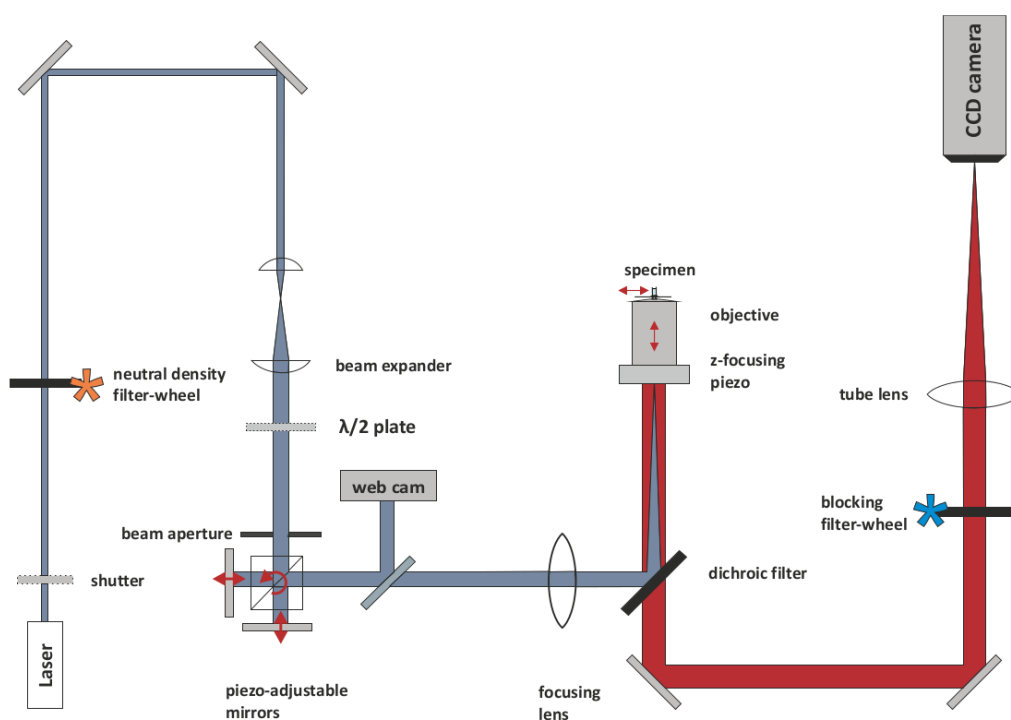 CCD camera
specimen
objective
z-focusing
piezo
beam expander
neutral density
filter-wheel
tube lens
λ/2 plate
web cam
blocking
filter-wheel
beam aperture
dichroic filter
shutter
Laser
piezo-adjustable
mirrors
focusing
lens